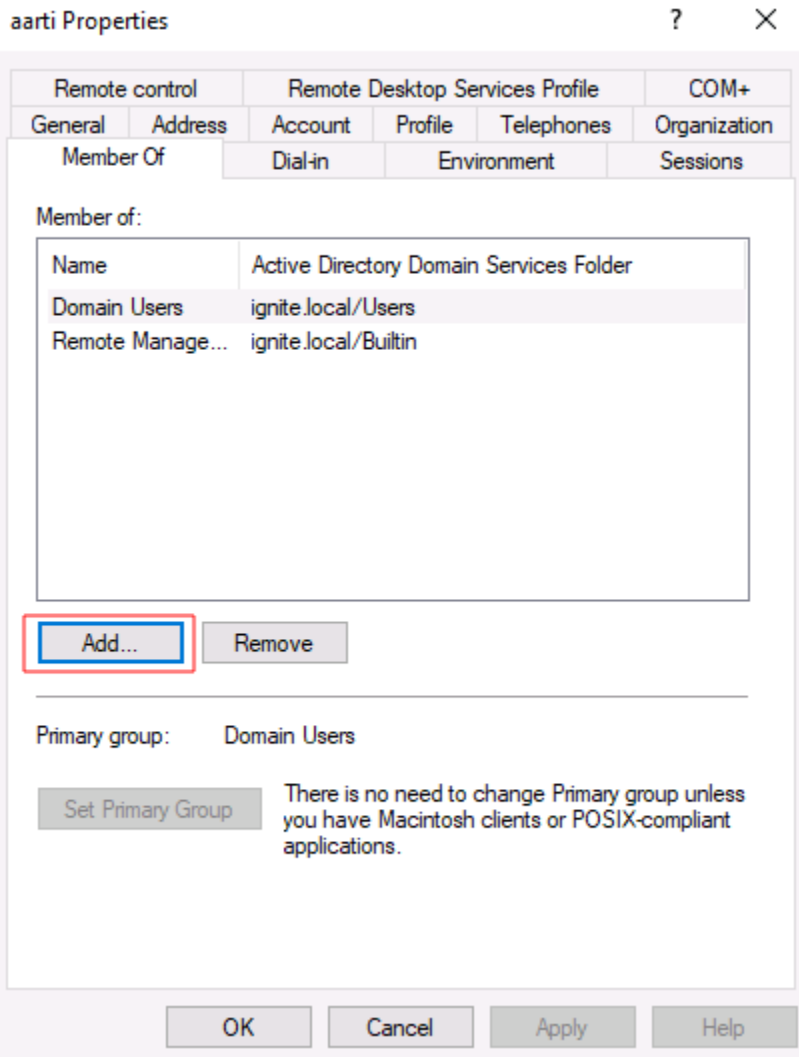 aarti Properties ? ×
Remote control Remote Desktop Services Profile COM+
General Address Account Profile Telephones Organization
Member Of Dial-in Environment Sessions
Member of:
Name Active Directory Domain Services Folder
Domain Users ignite.local/Users
Remote Manage... ignite.local/Builtin
Add... Remove
Primary group: Domain Users
Set Primary Group
There is no need to change Primary group unless
you have Macintosh clients or POSIX-compliant
applications.
OK Cancel Apply Help